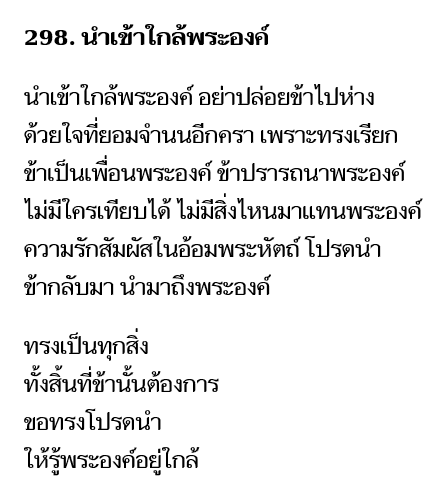 298. นำเข้าใกล้พระองค์
นำเข้าใกล้พระองค์ อย่าปล่อยข้าไปห่าง
ด้วยใจที่ยอมจำนนอีกครา เพราะทรงเรียก
ข้าเป็นเพื่อนพระองค์ ข้าปรารถนาพระองค์
ไม่มีใครเทียบได้ ไม่มีสิ่งไหนมาแทนพระองค์
ความรักสัมผัสในอ้อมพระหัตถ์ โปรดนำ
ข้ากลับมา นำมาถึงพระองค์
ทรงเป็นทุกสิ่ง
ทั้งสิ้นที่ข้านั้นต้องการ
ขอทรงโปรดนำ
ให้รู้พระองค์อยู่ใกล้